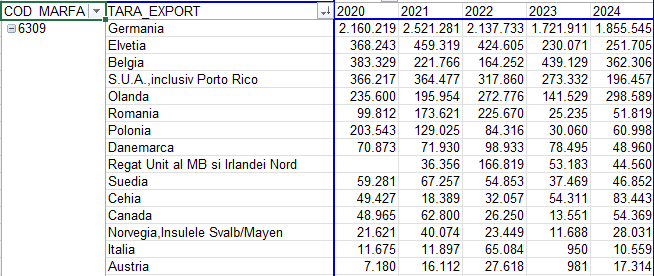 COD_MARFA TARA_EXPORT 2020 2021 2022 2023 2024
6309 Germania 2.160.219 2.521.281 2.137.733 1.721.911 1.855.545
Elvetia 368.243 459.319 424.605 230.071 251.705
Belgia 383.329 221.766 164.252 439.129 362.306
S.U.A.,inclusiv Porto Rico 366.217 364.477 317.860 273.332 196.457
Olanda 235.600 195.954 272.776 141.529 298.589
Romania 99.812 173.621 225.670 25.235 51.819
Polonia 203.543 129.025 84.316 30.060 60.998
Danemarca 70.873 71.930 98.933 78.495 48.960
Regat Unit al MB si Irlandei Nord 36.356 166.819 53.183 44.560
Suedia 59.281 67.257 54.853 37.469 46.852
Cehia 49.427 18.389 32.057 54.311 83.443
Canada 48.965 62.800 26.250 13.551 54.369
Norvegia,Insulele Svalb/Mayen 21.621 40.074 23.449 11.688 28.031
Italia 11.675 11.897 65.084 950 10.559
Austria 7.180 16.112 27.618 981 17.314